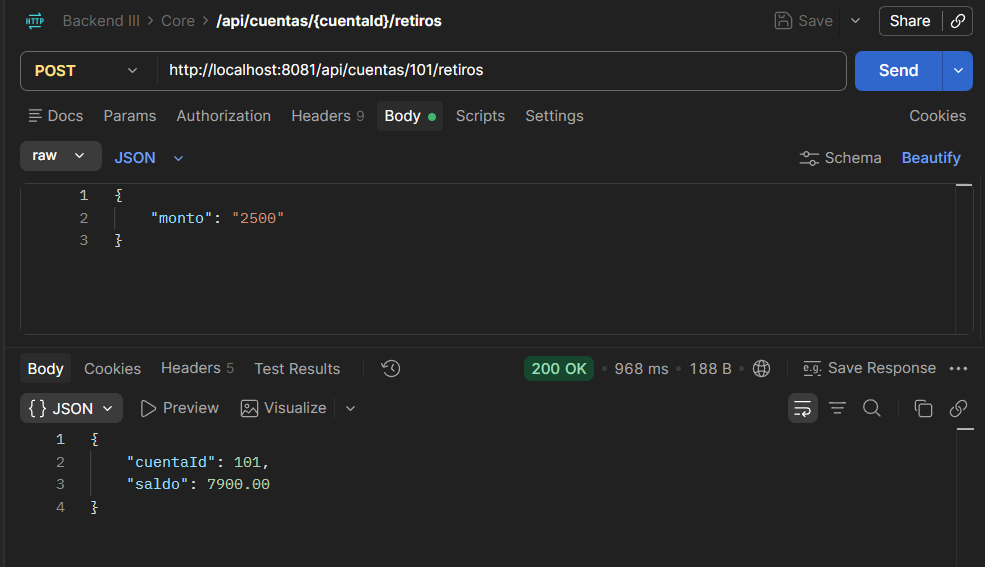 HTTP Backend III > Core > /api/cuentas/{cuentaId}/retiros Save Share
POST http://localhost:8081/api/cuentas/101/retiros Send
Docs Params Authorization Headers 9 Body Scripts Settings Cookies
raw JSON Schema Beautify
1 {
2 "monto": "2500"
3 }
Body Cookies Headers 5 Test Results 200 OK • 968 ms • 188 B • e.g. Save Response •••
{} JSON Preview Visualize
1 {
2 "cuentaId": 101,
3 "saldo": 7900.00
4 }